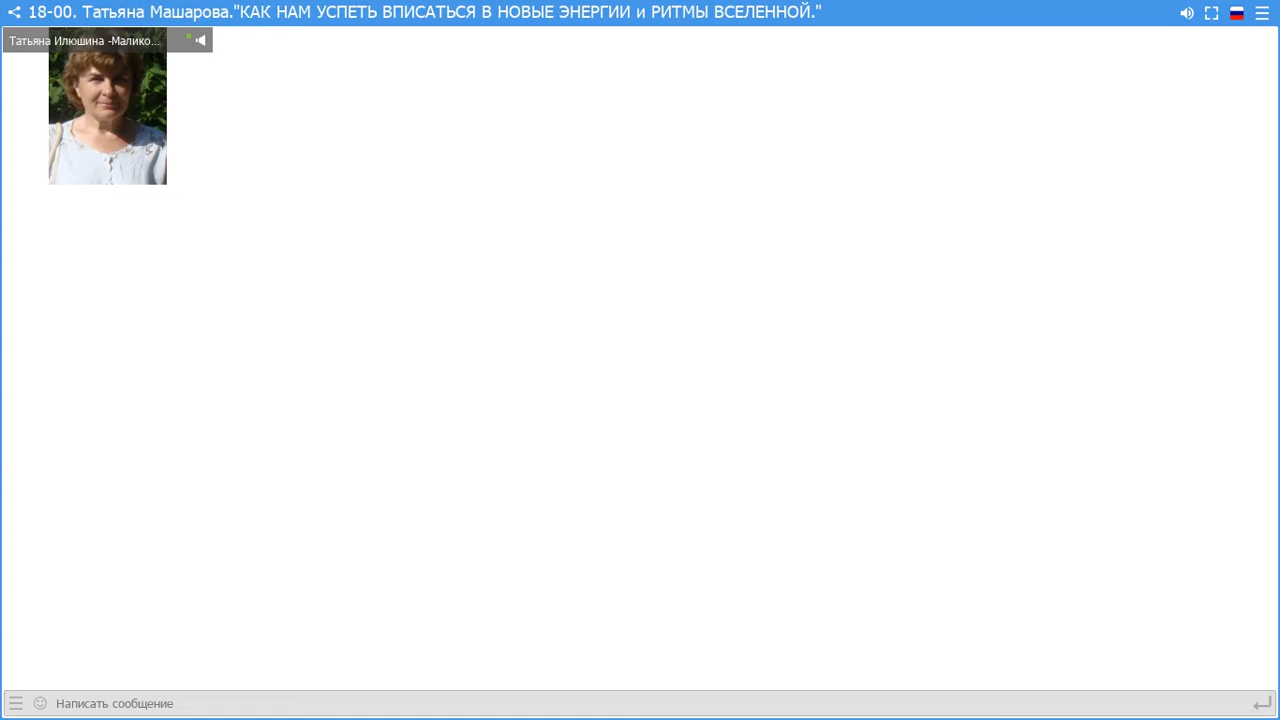 18-00. Татьяна Машарова."КАК НАМ УСПЕТЬ ВПИСАТЬСЯ В НОВЫЕ ЭНЕРГИИ и РИТМЫ ВСЕЛЕННОЙ."
Татьяна Илюшина -Малико...
Написать сообщение